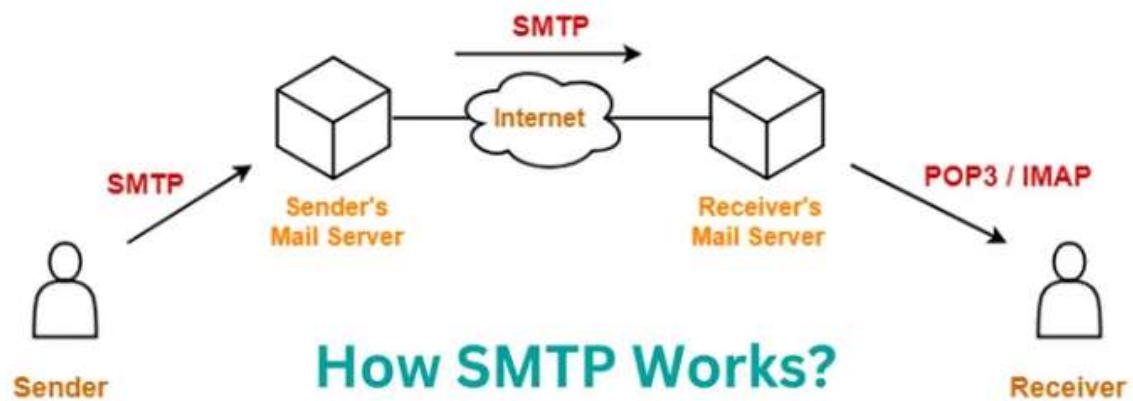 SMTP
Internet
SMTP
POP3 / IMAP
Sender's
Mail Server
Receiver's
Mail Server
How SMTP Works?
Sender
Receiver